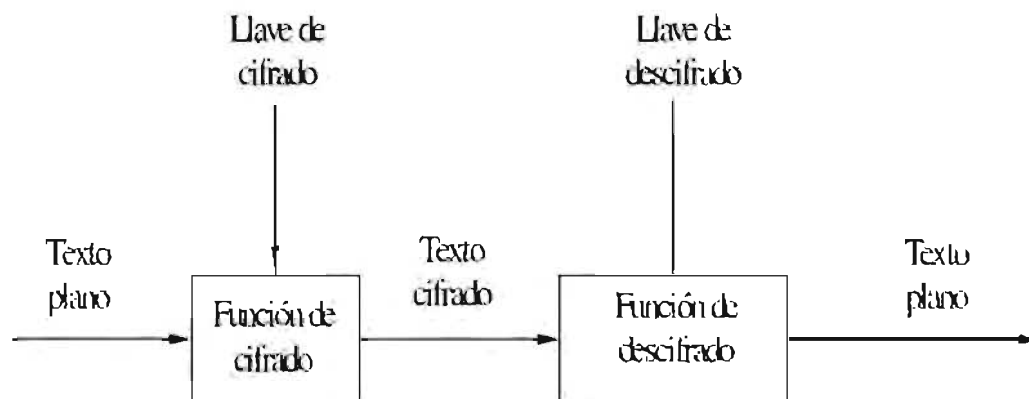 Llave de
cifrado
Llave de
descifrado
Texto
plano
Función de
cifrado
Texto
cifrado
Función de
descifrado
Texto
plano